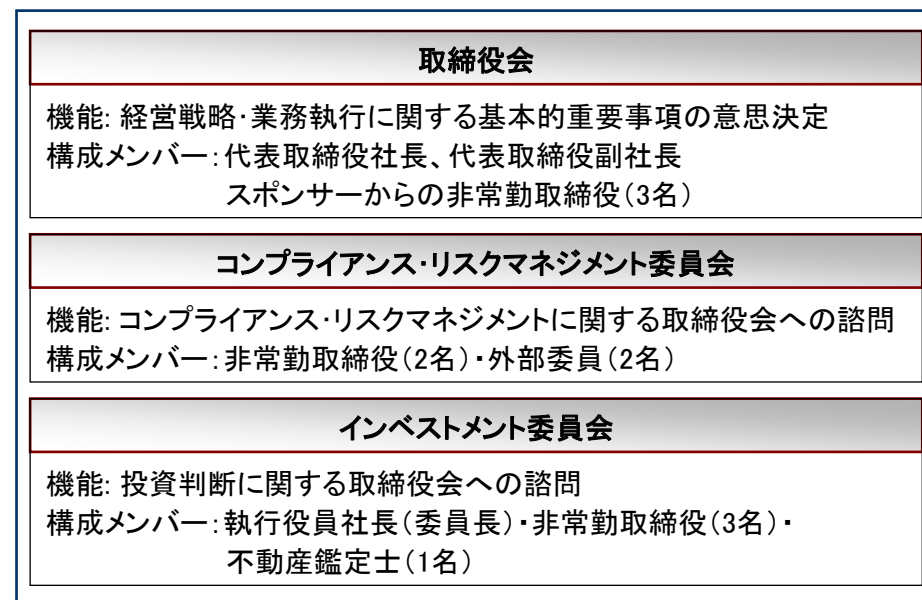 取締役会
機能: 経営戦略・業務執行に関する基本的重要事項の意思決定
構成メンバー：代表取締役社長、代表取締役副社長
スポンサーからの非常勤取締役（3名）
コンプライアンス・リスクマネジメント委員会
機能: コンプライアンス・リスクマネジメントに関する取締役会への諮問
構成メンバー：非常勤取締役（2名）・外部委員（2名）
インベストメント委員会
機能: 投資判断に関する取締役会への諮問
構成メンバー：執行役員社長（委員長）・非常勤取締役（3名）・
不動産鑑定士（1名）